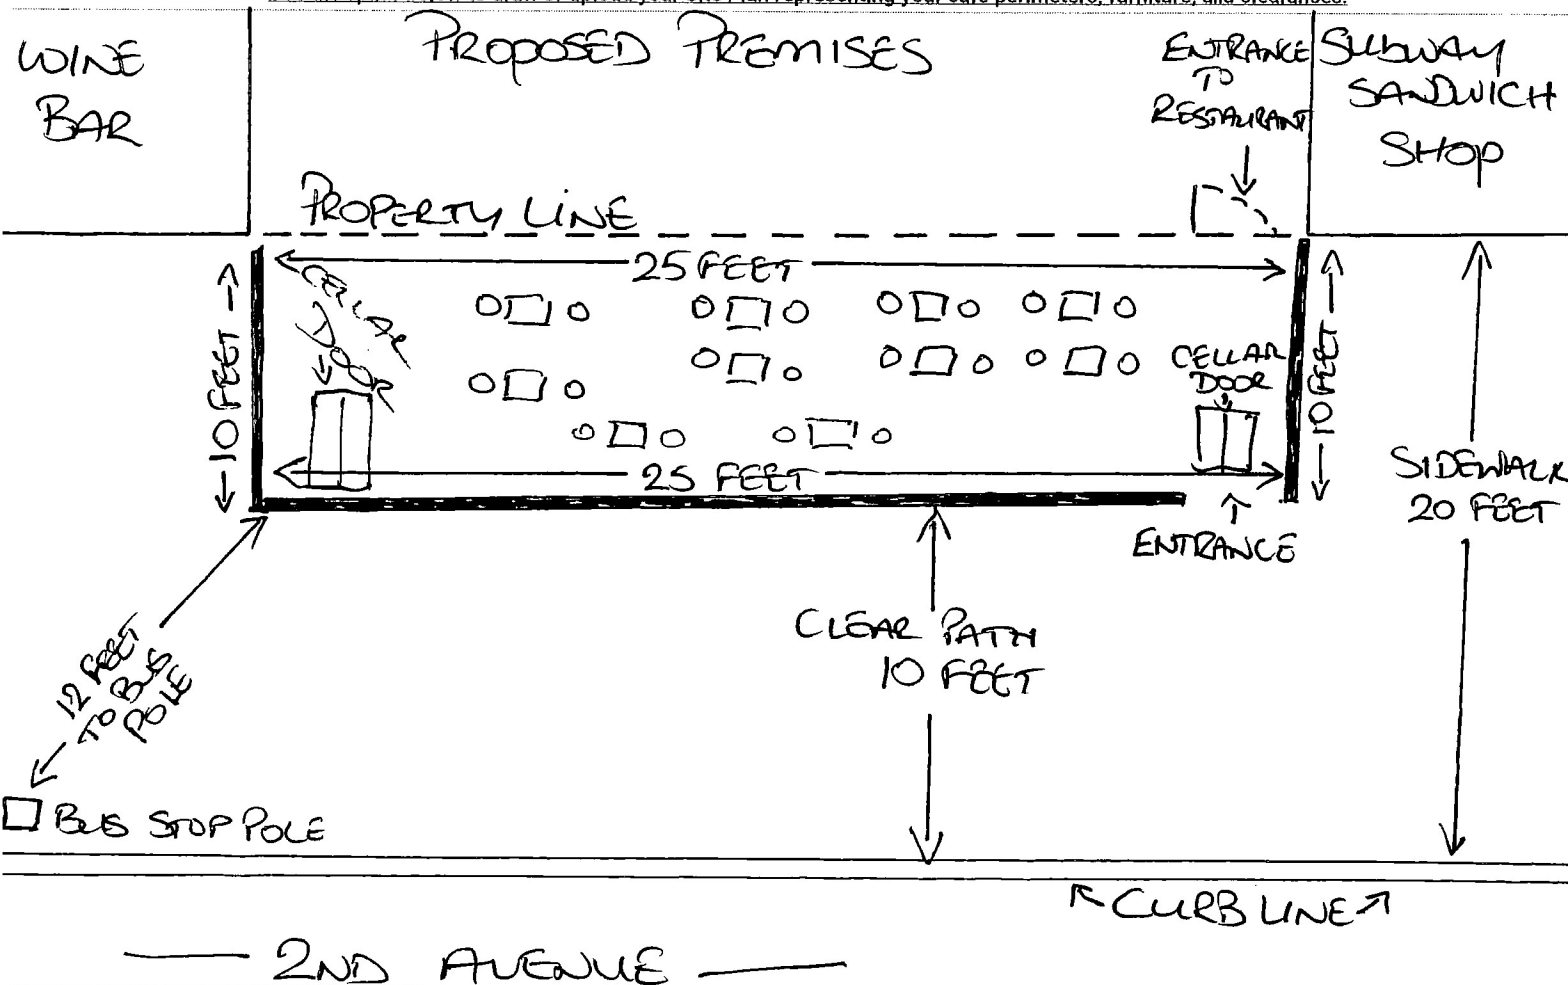 WINE
BAR
PROPOSED PREMISES
ENTRANCE
TO
RESTAURANT
SUBWAY
SANDWICH
SHOP
PROPERTY LINE
25 FEET
CELLAR
DOOR
10 FEET
CELLAR
DOOR
10 FEET
25 FEET
SIDEWALK
20 FEET
ENTRANCE
CLEAR PATH
10 FEET
12 FEET
TO BUS
POLE
BUS STOP POLE
CURB LINE
2ND AVENUE